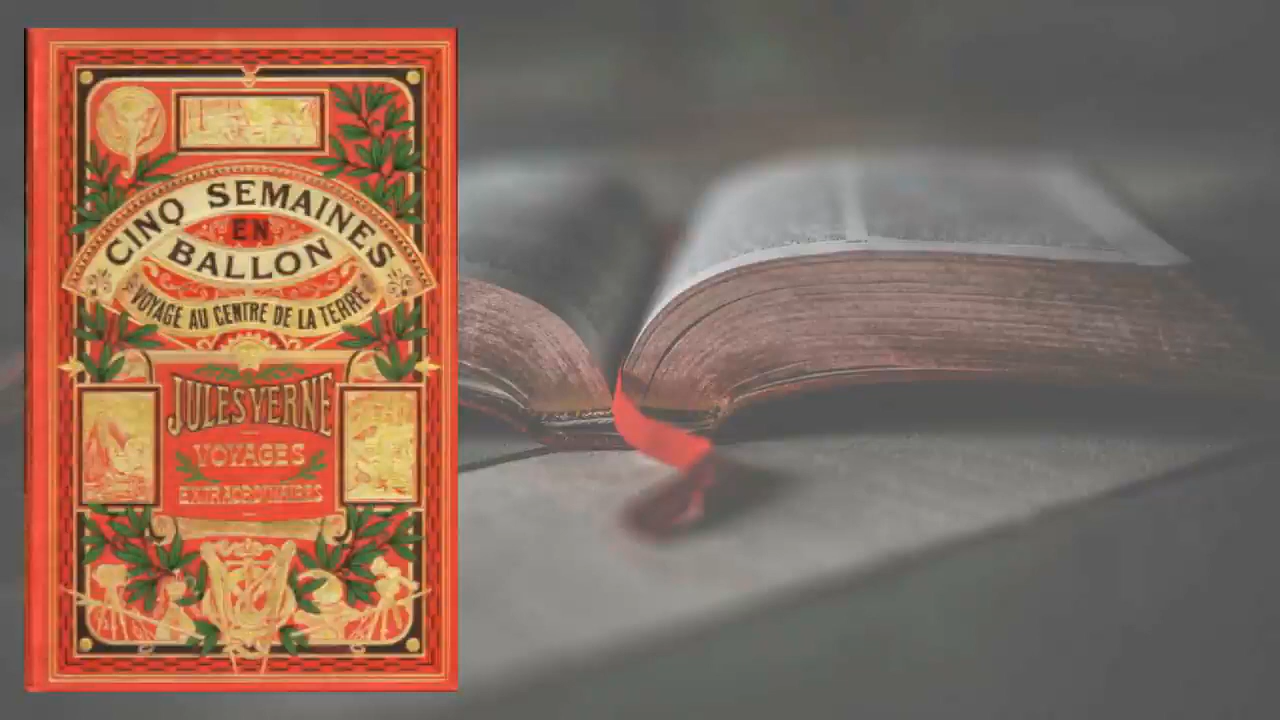 CINQ SEMAINES
EN
BALLON
VOYAGE AU CENTRE DE LA TERRE
JULES VERNE
VOYAGES
EXTRAORDINAIRES